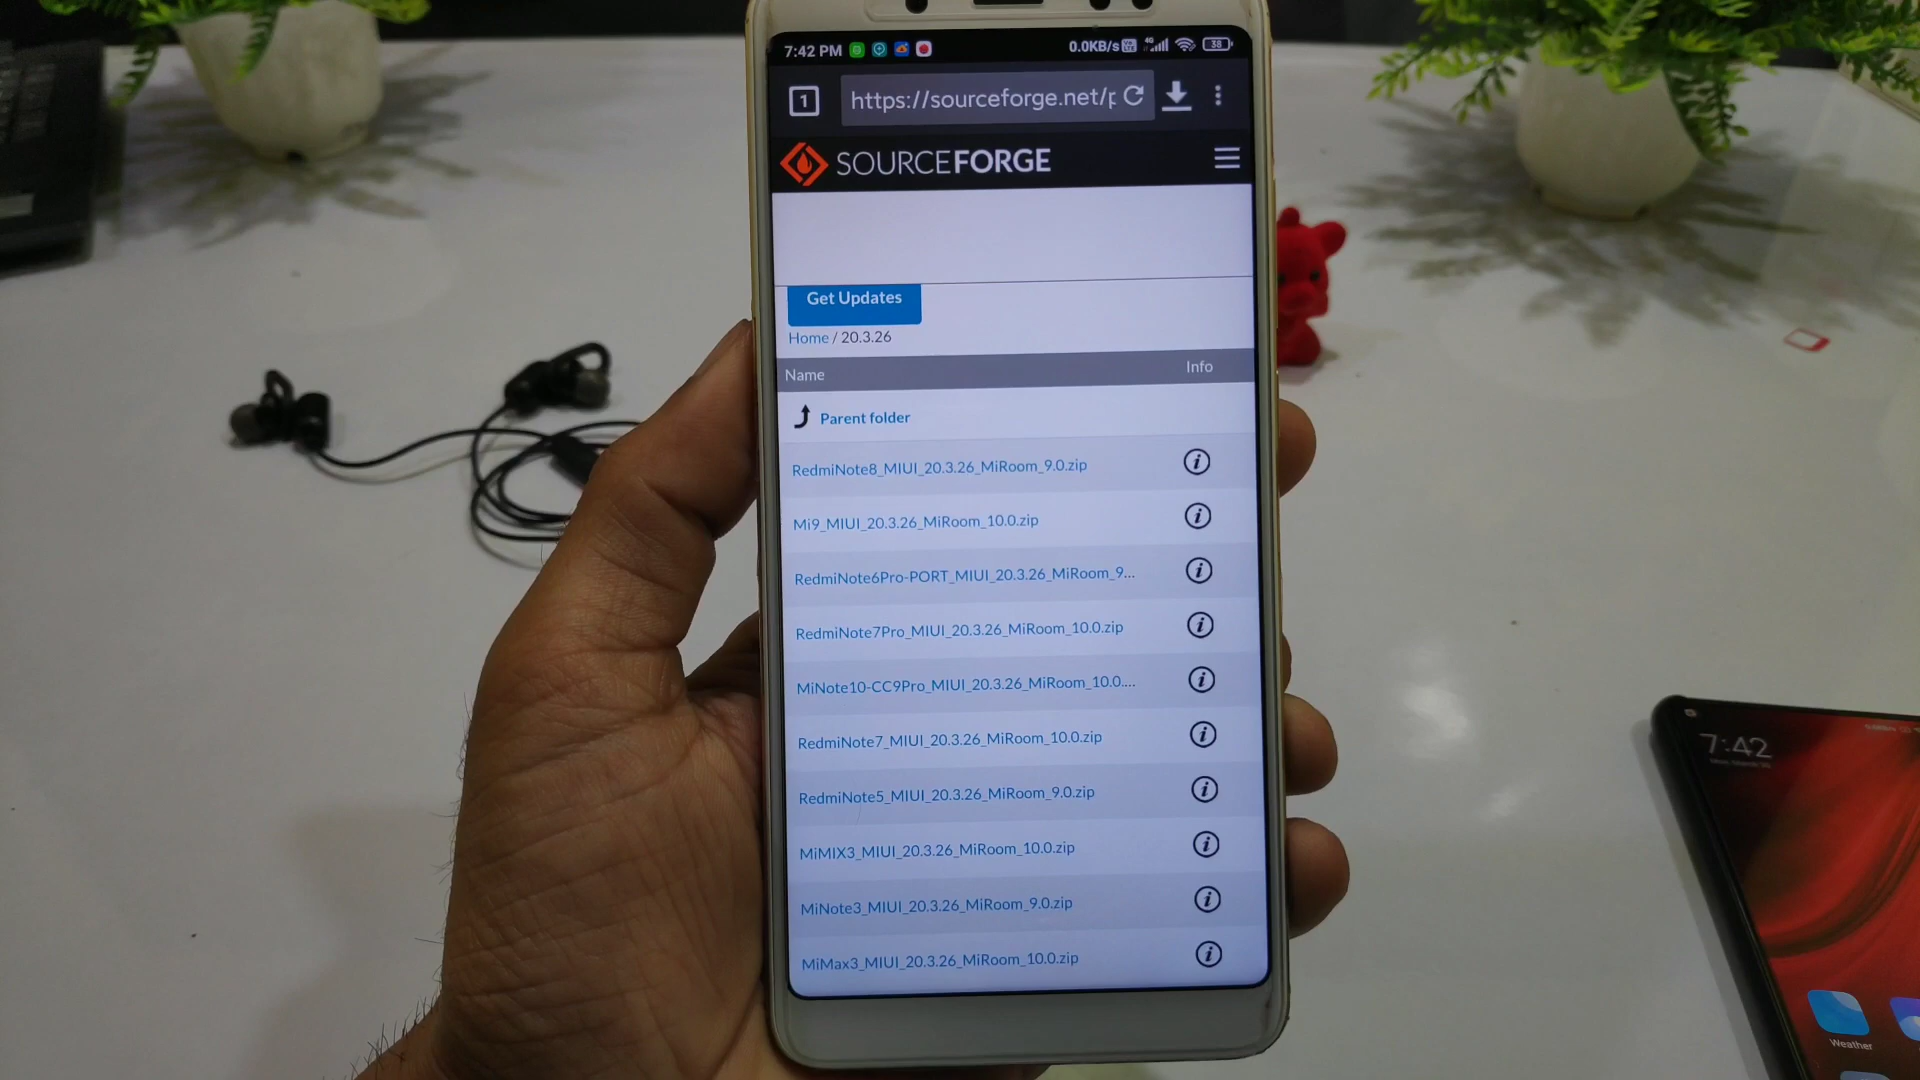 7:42 PM 0.0KB/s 4G 38
1 https://sourceforge.net/p
SOURCEFORGE
Get Updates
Home / 20.3.26
Name Info
Parent folder
RedmiNote8_MIUI_20.3.26_MiRoom_9.0.zip
Mi9_MIUI_20.3.26_MiRoom_10.0.zip
RedmiNote6Pro-PORT_MIUI_20.3.26_MiRoom_9...
RedmiNote7Pro_MIUI_20.3.26_MiRoom_10.0.zip
MiNote10-CC9Pro_MIUI_20.3.26_MiRoom_10.0....
RedmiNote7_MIUI_20.3.26_MiRoom_10.0.zip
RedmiNote5_MIUI_20.3.26_MiRoom_9.0.zip
MiMIX3_MIUI_20.3.26_MiRoom_10.0.zip
MiNote3_MIUI_20.3.26_MiRoom_9.0.zip
MiMax3_MIUI_20.3.26_MiRoom_10.0.zip
7:42
Weather